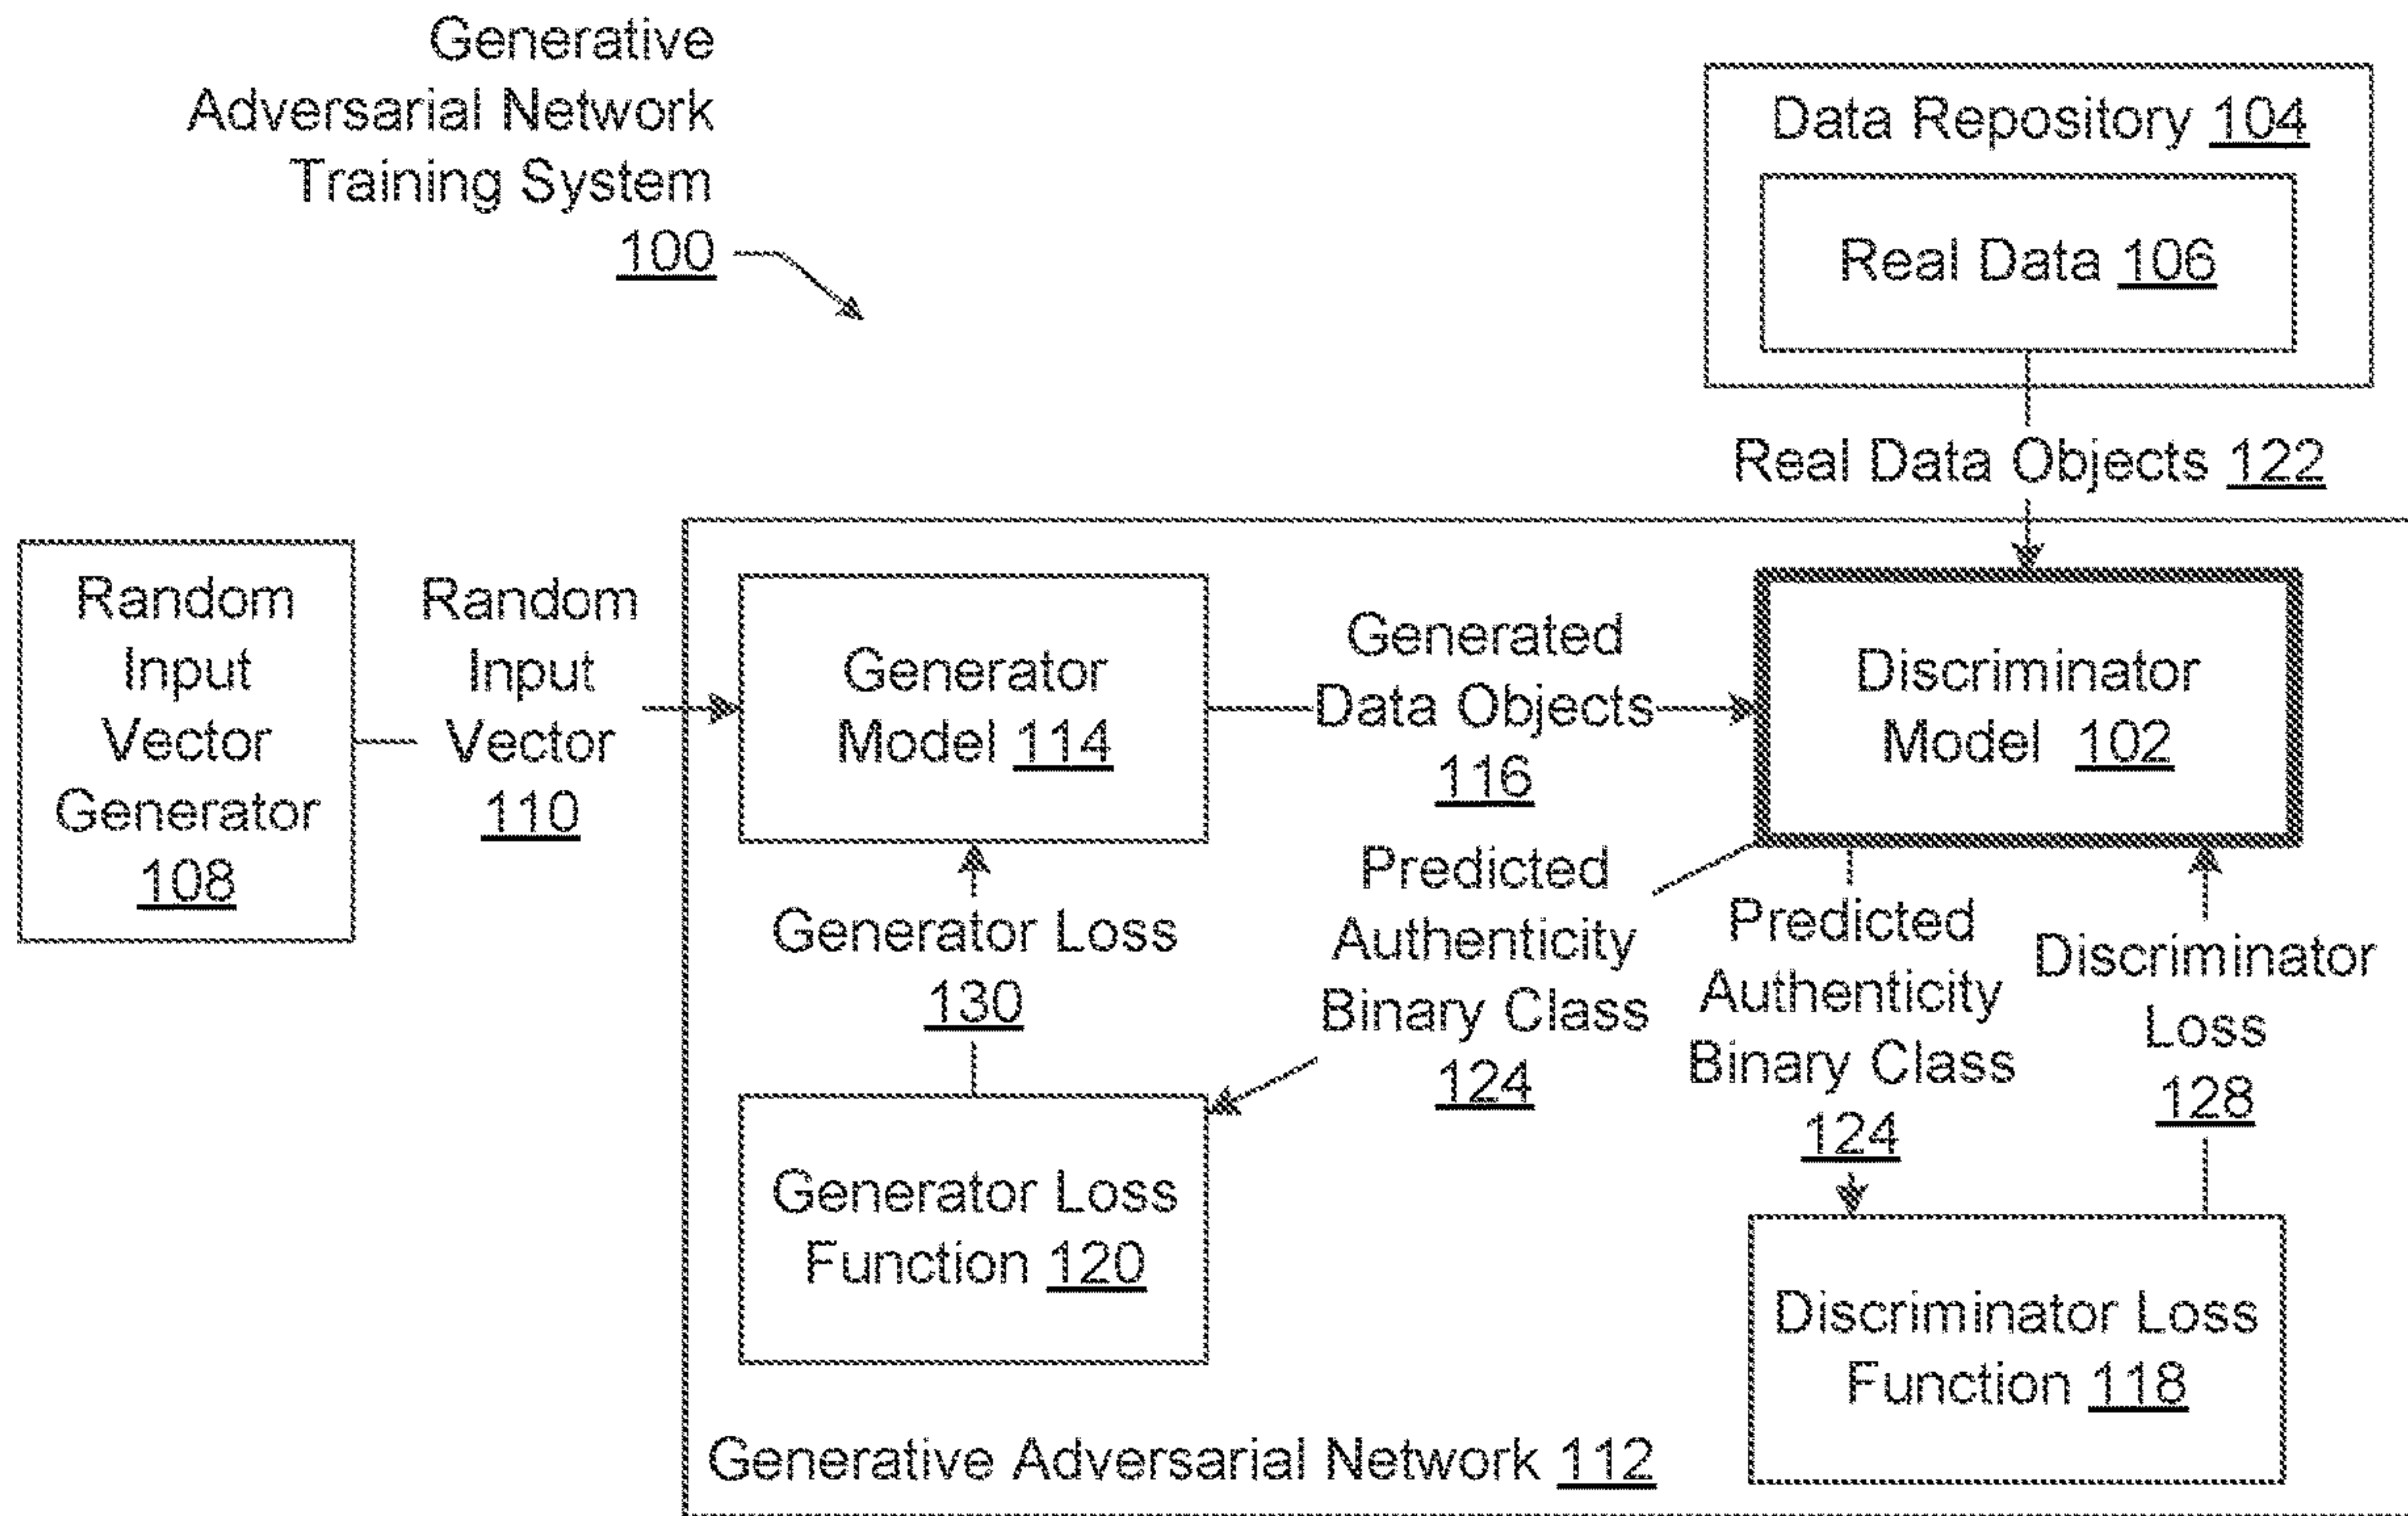 Generative
Adversarial Network
Training System
100
Data Repository 104
Real Data 106
Real Data Objects 122
Random
Input
Vector
Generator
108
Random
Input
Vector
110
Generator
Model 114
Generated
Data Objects
116
Discriminator
Model 102
Generator Loss
130
Predicted
Authenticity
Binary Class
124
Predicted
Authenticity
Binary Class
124
Discriminator
Loss
128
Generator Loss
Function 120
Discriminator Loss
Function 118
Generative Adversarial Network 112